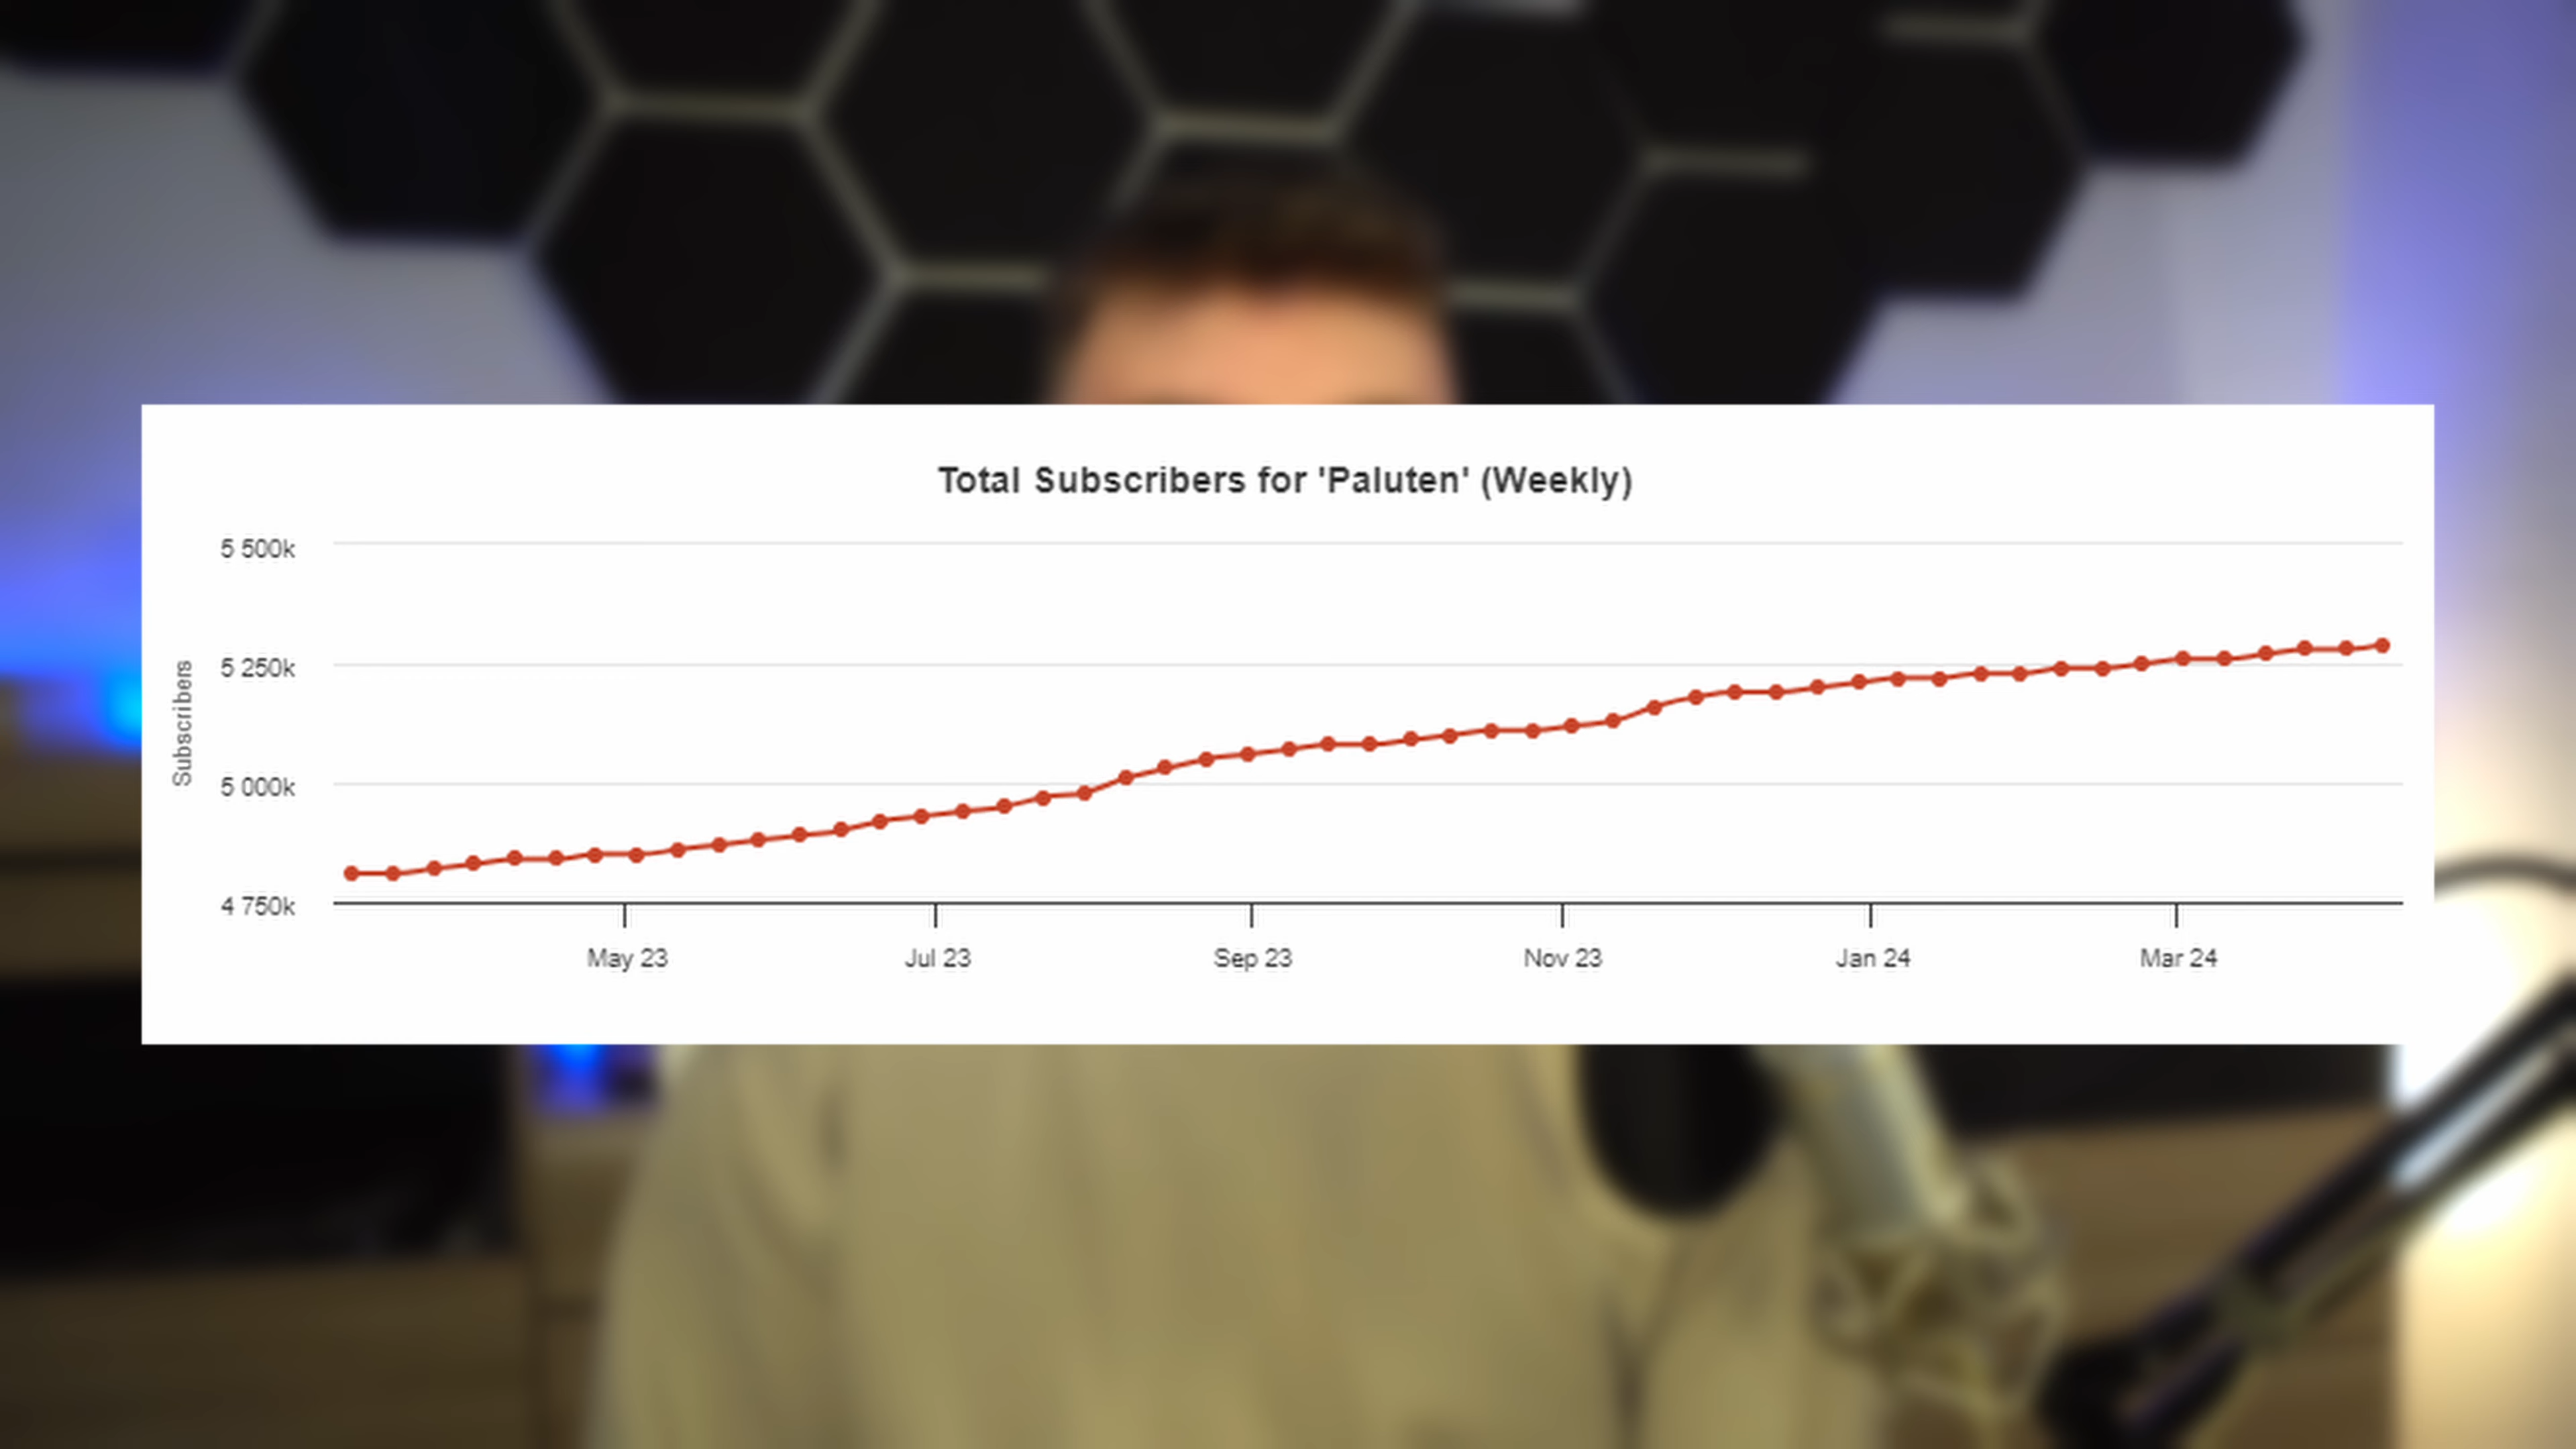 Total Subscribers for 'Paluten' (Weekly)
5 500k
5 250k
5 000k
4 750k
Subscribers
May 23
Jul 23
Sep 23
Nov 23
Jan 24
Mar 24